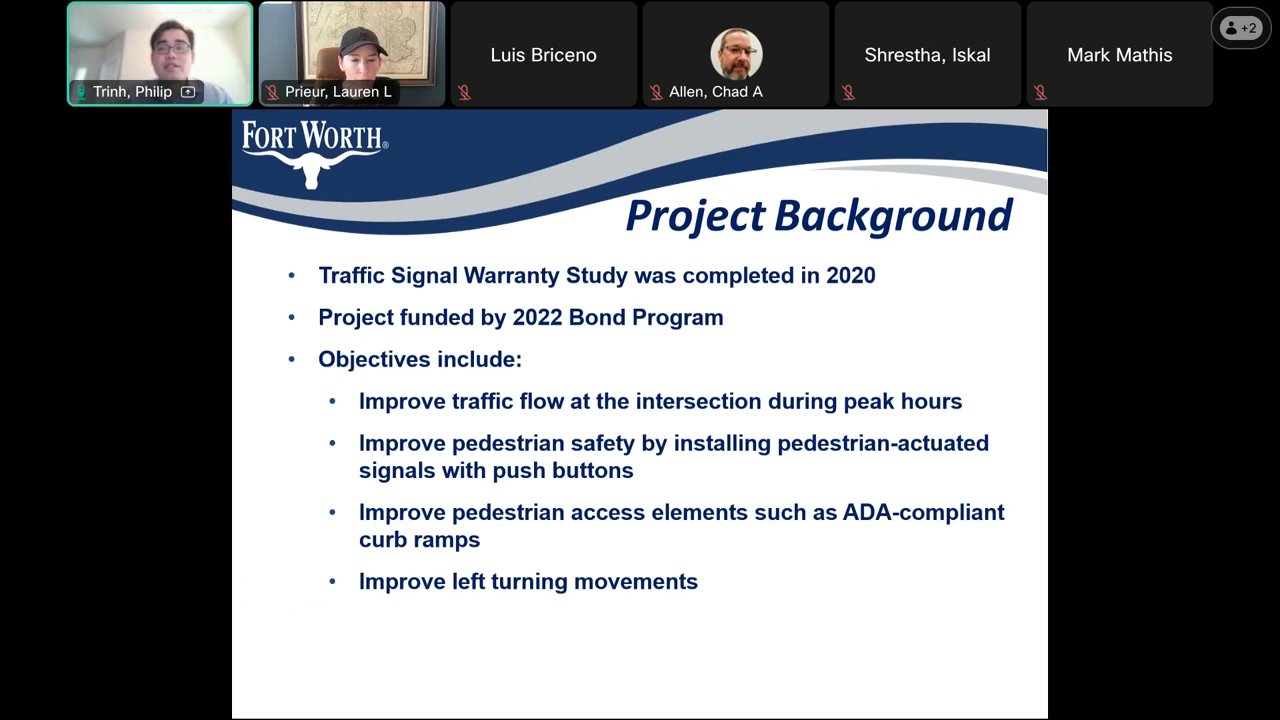 Trinh, Philip
Prieur, Lauren L
Luis Briceno
Allen, Chad A
Shrestha, Iskal
Mark Mathis
+2
FORT WORTH®
Project Background
• Traffic Signal Warranty Study was completed in 2020
• Project funded by 2022 Bond Program
• Objectives include:
• Improve traffic flow at the intersection during peak hours
• Improve pedestrian safety by installing pedestrian-actuated
signals with push buttons
• Improve pedestrian access elements such as ADA-compliant
curb ramps
• Improve left turning movements